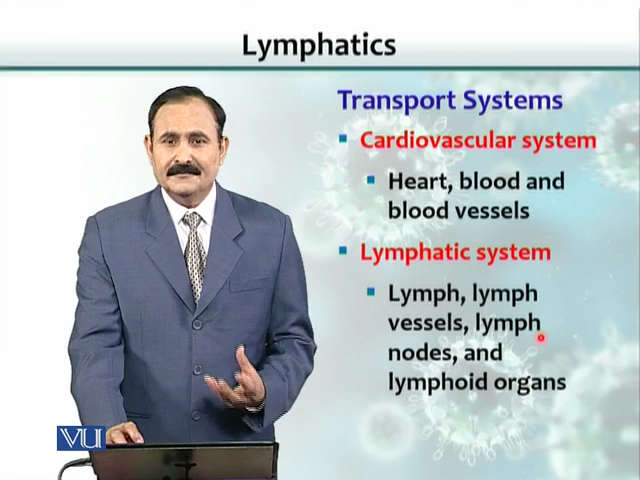 Lymphatics
Transport Systems
Cardiovascular system
Heart, blood and
blood vessels
Lymphatic system
Lymph, lymph
vessels, lymph
nodes, and
lymphoid organs
VU